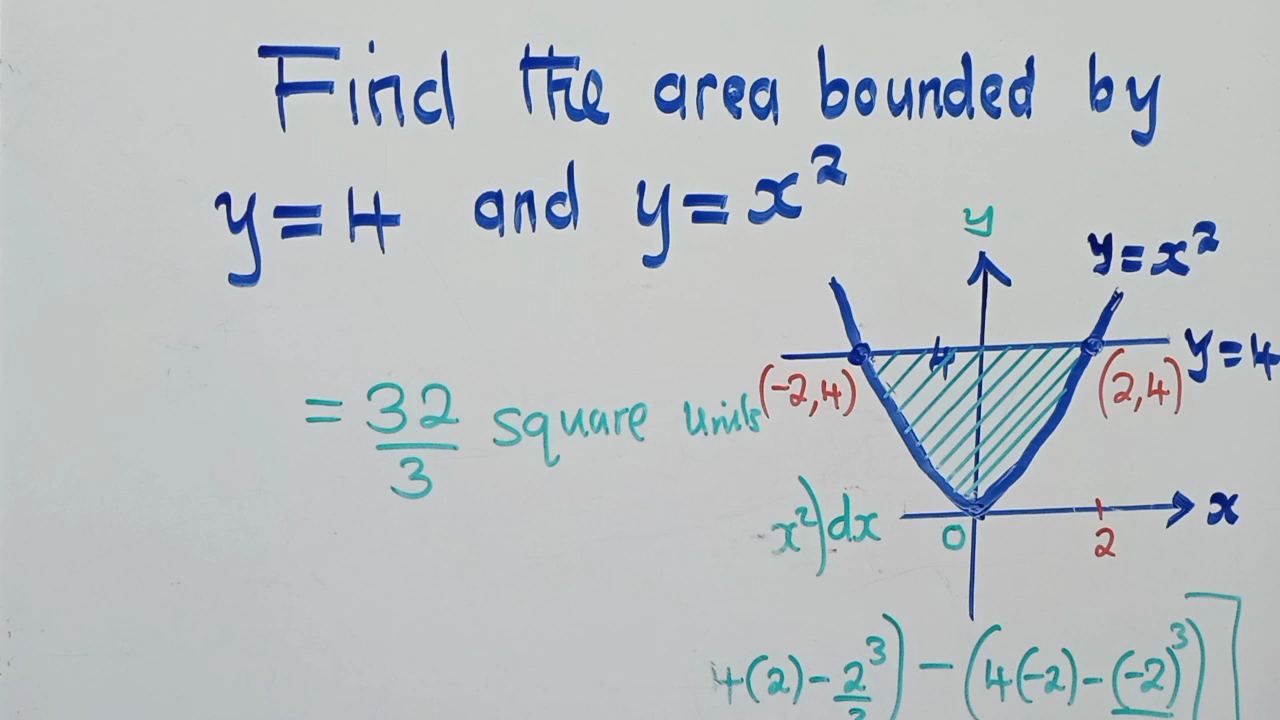 Find the area bounded by
y=4 and y=x²
y
y=x²
4
y=4
(-2,4)
(2,4)
= 32/3 square units
x²)dx
0
2
x
4(2)-2³/3) - (4(-2)-(-2)³)]